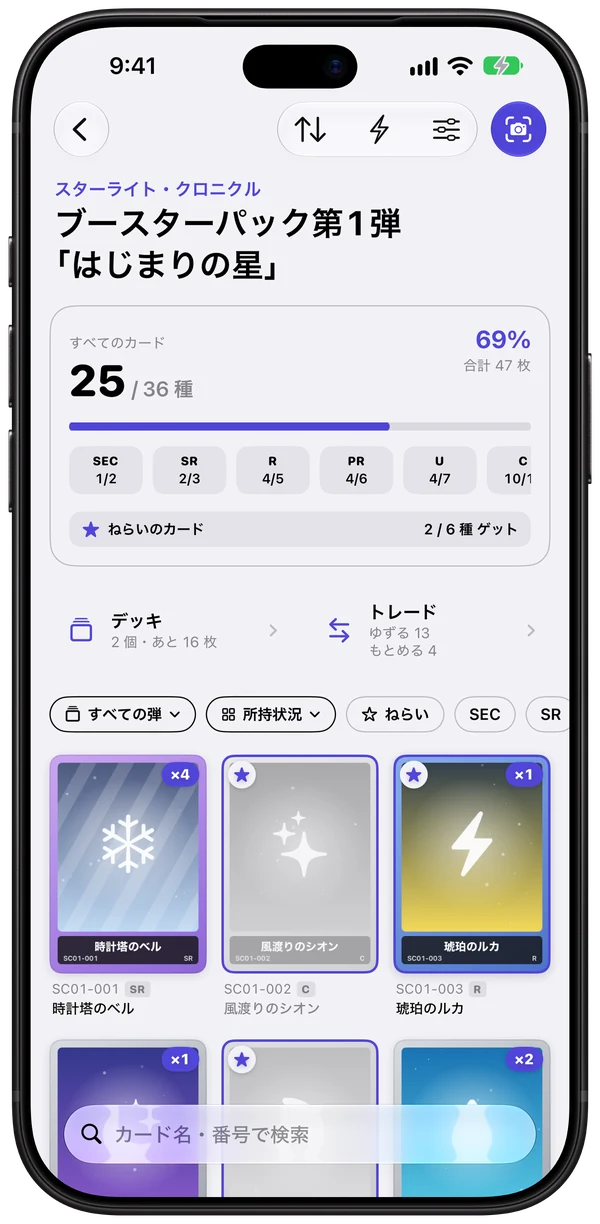 9:41
スターライト・クロニクル
ブースターパック第1弾
「はじまりの星」
すべてのカード
69%
25 / 36 種
合計 47 枚
SEC SR R PR U C
1/2 2/3 4/5 4/6 4/7 10/1
ねらいのカード 2 / 6 種 ゲット
デッキ
2 個・あと 16 枚
トレード
ゆずる 13
もとめる 4
すべての弾 所持状況 ねらい SEC SR
×4 ×1
時計塔のベル 風渡りのシオン 琥珀のルカ
SC01-001 SR SC01-002 C SC01-003 R
SC01-001 SR SC01-002 C SC01-003 R
時計塔のベル 風渡りのシオン 琥珀のルカ
×1 ×2
カード名・番号で検索